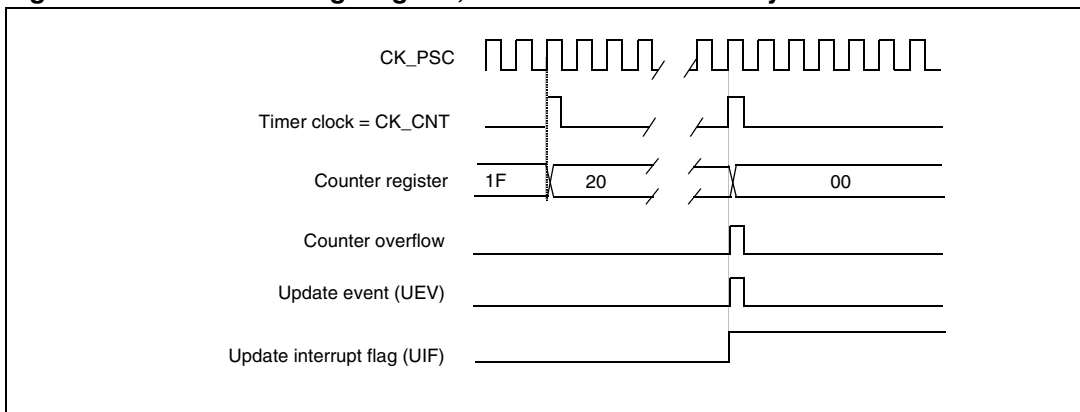 CK_PSC
Timer clock = CK_CNT
Counter register
1F
20
00
Counter overflow
Update event (UEV)
Update interrupt flag (UIF)